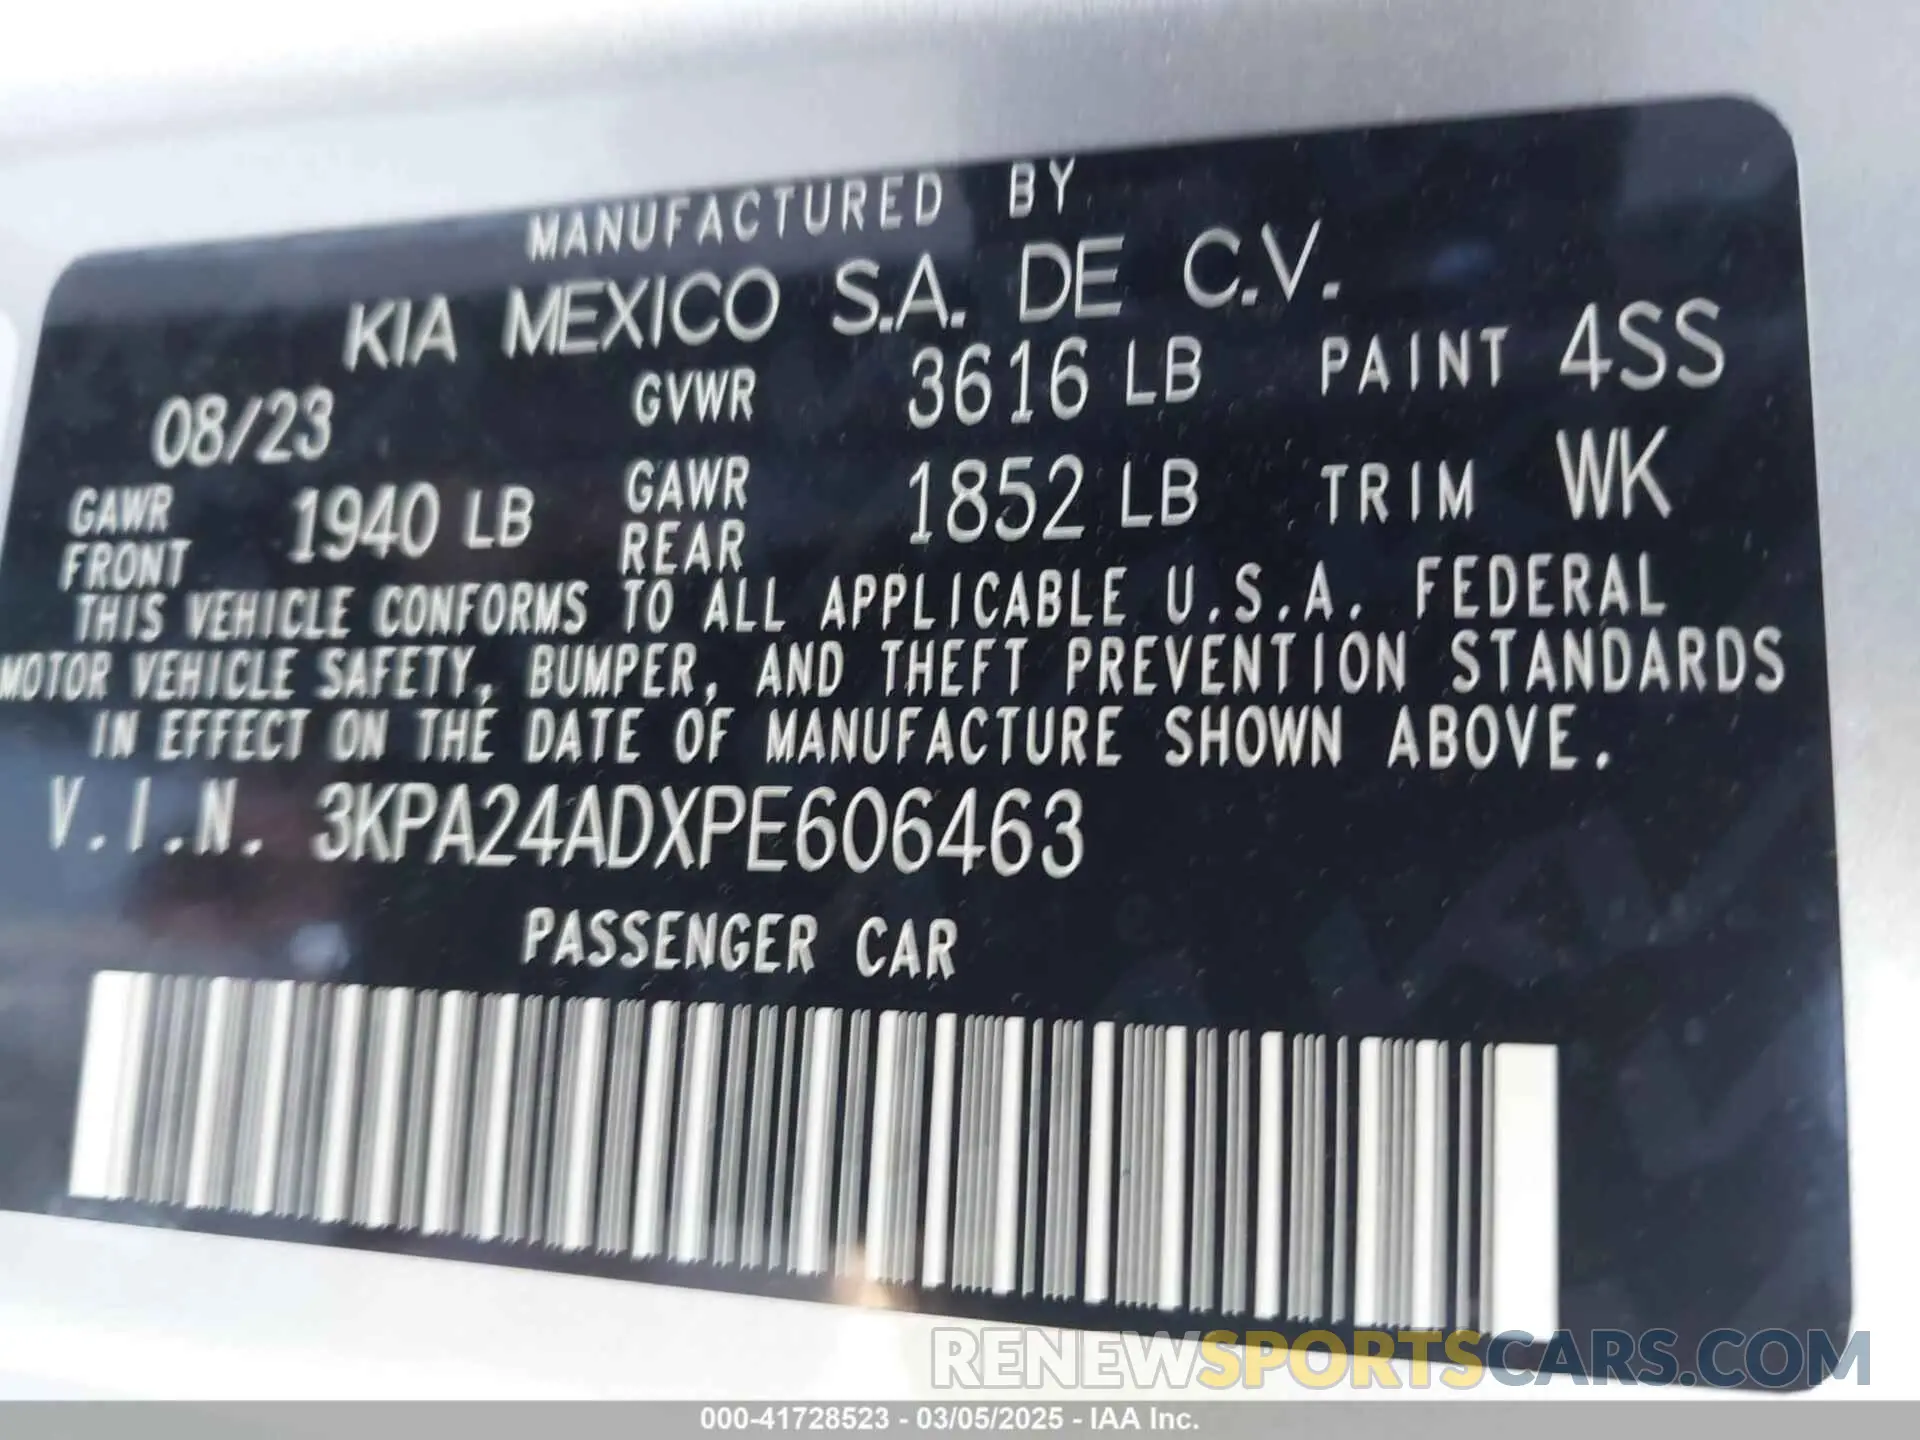 MANUFACTURED BY
KIA MEXICO S.A. DE C.V.
08/23 GVWR 3616 LB PAINT 4SS
GAWR FRONT 1940 LB GAWR REAR 1852 LB TRIM WK
THIS VEHICLE CONFORMS TO ALL APPLICABLE U.S.A. FEDERAL
MOTOR VEHICLE SAFETY, BUMPER, AND THEFT PREVENTION STANDARDS
IN EFFECT ON THE DATE OF MANUFACTURE SHOWN ABOVE.
V.I.N. 3KPA24ADXPE606463
PASSENGER CAR
RENEWSPORTSCARS.COM
000-41728523 - 03/05/2025 - IAA Inc.